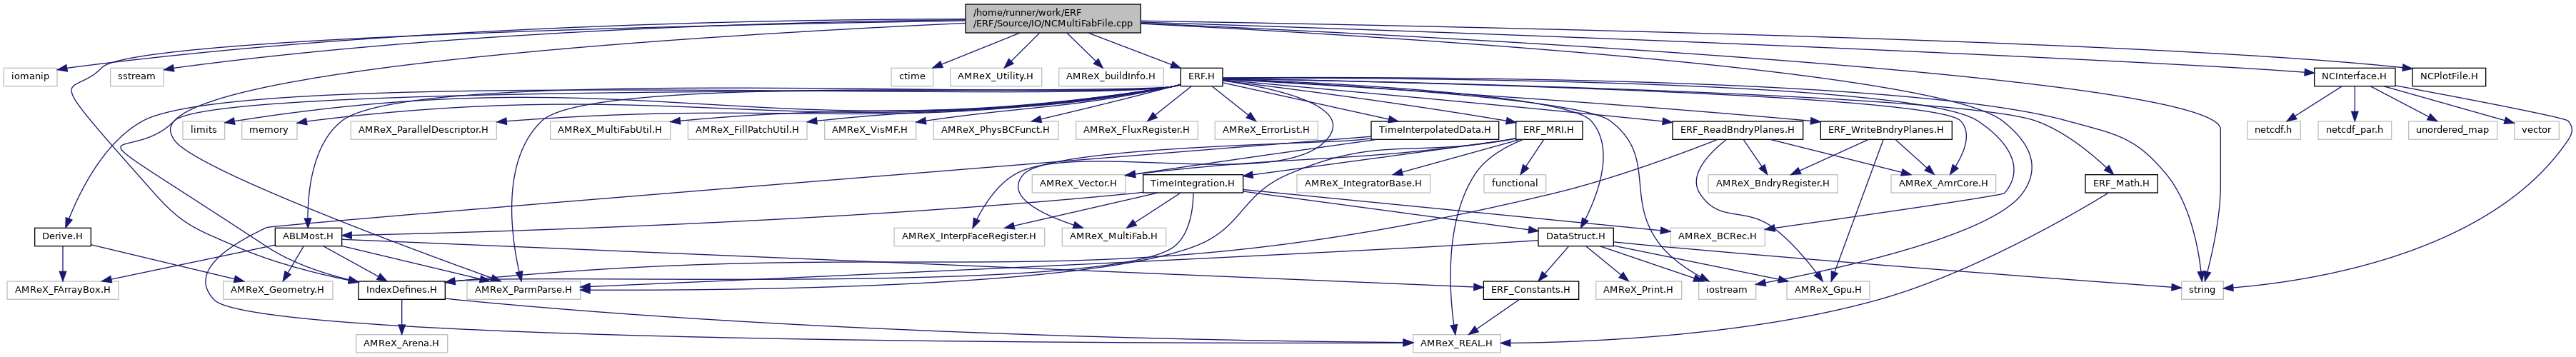 /home/runner/work/ERF
/ERF/Source/IO/NCMultiFabFile.cpp
iomanip
sstream
ctime
AMReX_Utility.H
AMReX_buildInfo.H
ERF.H
NCInterface.H
NCPlotFile.H
limits
memory
AMReX_ParallelDescriptor.H
AMReX_MultiFabUtil.H
AMReX_FillPatchUtil.H
AMReX_VisMF.H
AMReX_PhysBCFunct.H
AMReX_FluxRegister.H
AMReX_ErrorList.H
TimeInterpolatedData.H
ERF_MRI.H
ERF_ReadBndryPlanes.H
ERF_WriteBndryPlanes.H
netcdf.h
netcdf_par.h
unordered_map
vector
AMReX_Vector.H
TimeIntegration.H
AMReX_IntegratorBase.H
functional
AMReX_BndryRegister.H
AMReX_AmrCore.H
ERF_Math.H
Derive.H
ABLMost.H
AMReX_InterpFaceRegister.H
AMReX_MultiFab.H
DataStruct.H
AMReX_BCRec.H
AMReX_FArrayBox.H
AMReX_Geometry.H
IndexDefines.H
AMReX_ParmParse.H
ERF_Constants.H
AMReX_Print.H
iostream
AMReX_Gpu.H
string
AMReX_Arena.H
AMReX_REAL.H